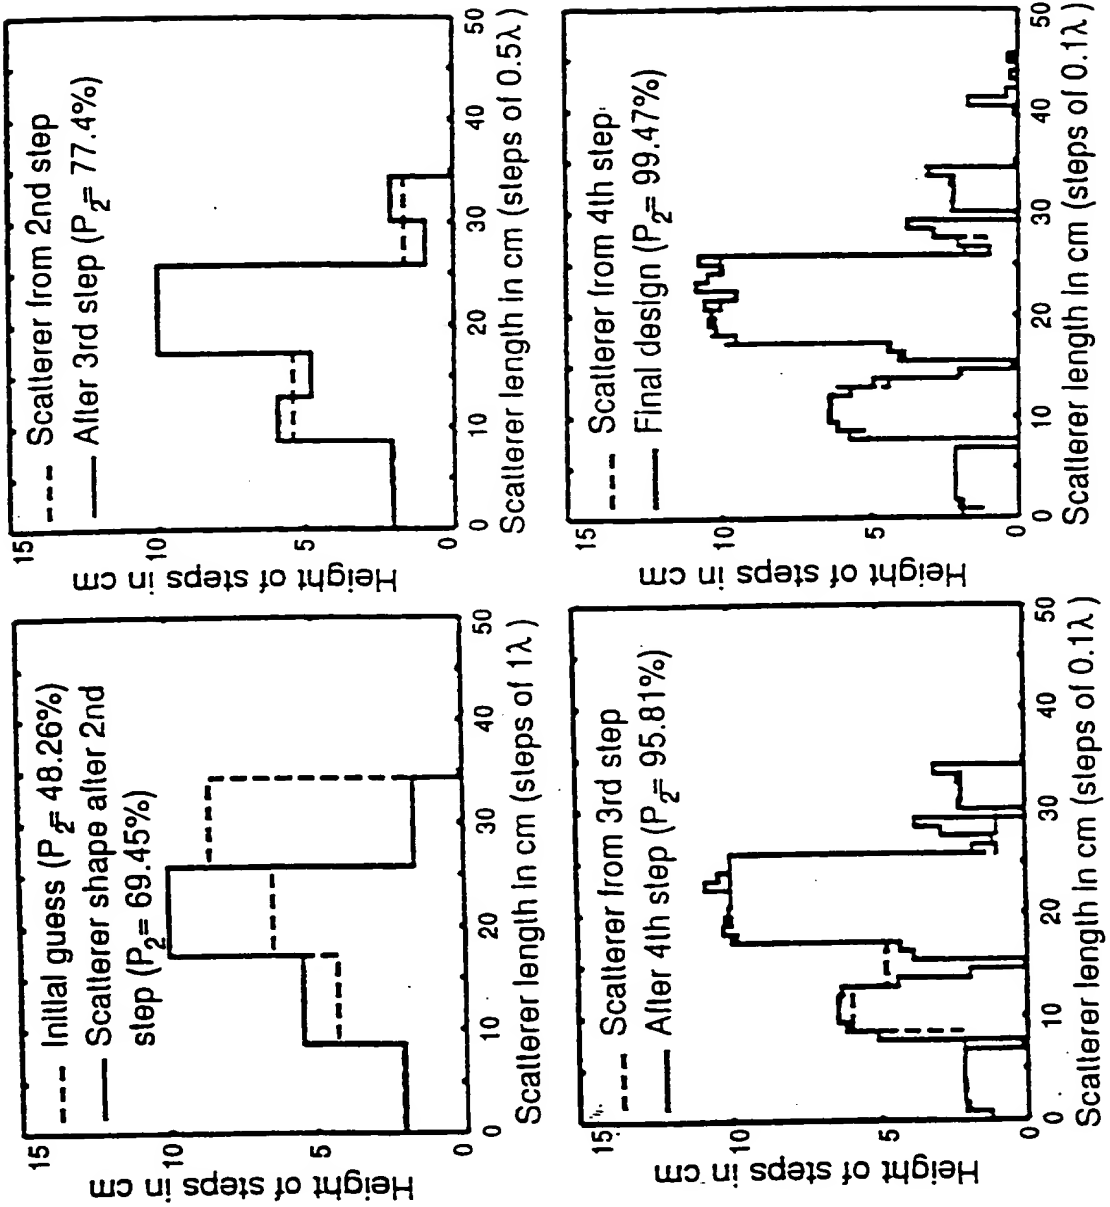 15
10
5
0
Height of steps in cm
--- Initial guess (P2= 48.26%)
— Scatterer shape after 2nd
step (P2= 69.45%)
0 10 20 30 40 50
Scatterer length in cm (steps of 1λ)
15
10
5
0
Height of steps in cm
--- Scatterer from 2nd step
— After 3rd step (P2= 77.4%)
0 10 20 30 40 50
Scatterer length in cm (steps of 0.5λ)
15
10
5
0
Height of steps in cm
--- Scatterer from 3rd step
— After 4th step (P2= 95.81%)
0 10 20 30 40 50
Scatterer length in cm (steps of 0.1λ)
15
10
5
0
Height of steps in cm
--- Scatterer from 4th step
— Final design (P2= 99.47%)
0 10 20 30 40 50
Scatterer length in cm (steps of 0.1λ)